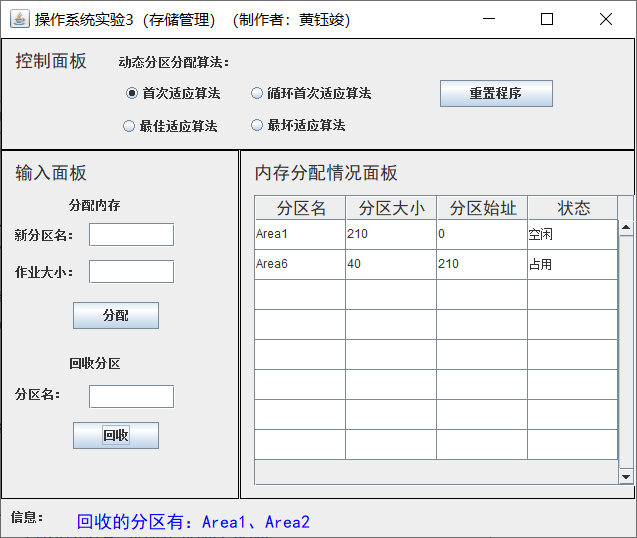 操作系统实验3（存储管理）（制作者：黄钰竣）
控制面板 动态分区分配算法：
首次适应算法 循环首次适应算法 重置程序
最佳适应算法 最坏适应算法
输入面板
分配内存
新分区名：
作业大小：
分配
回收分区
分区名：
回收
内存分配情况面板
分区名 分区大小 分区始址 状态
Area1 210 0 空闲
Area6 40 210 占用
信息： 回收的分区有：Area1、Area2